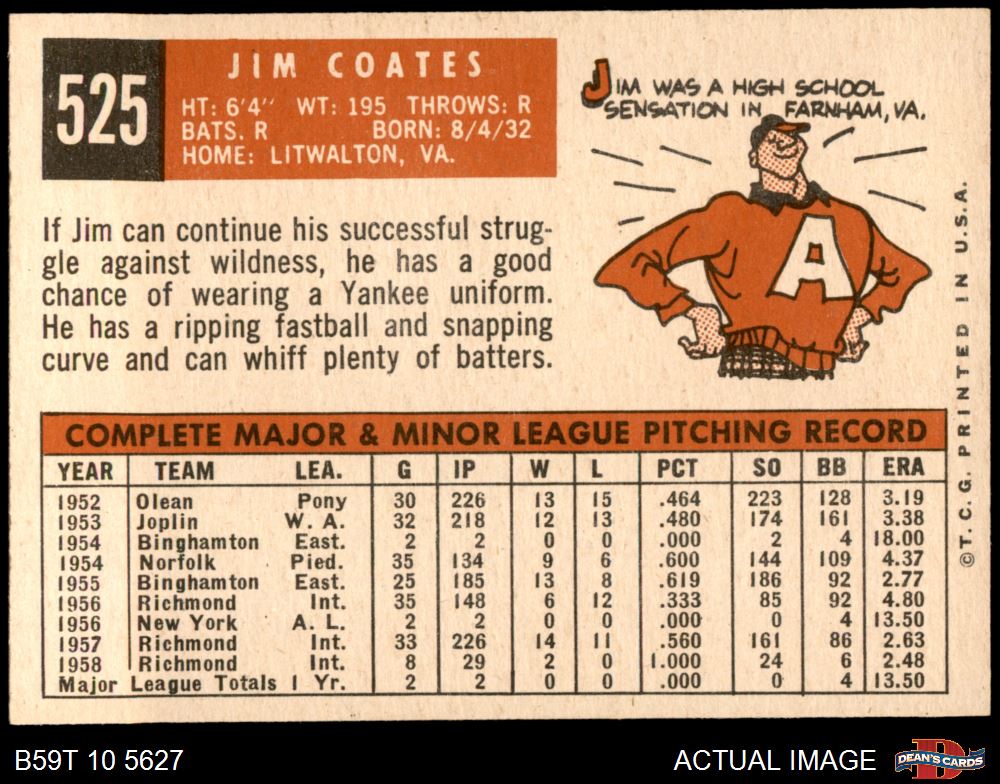 525
JIM COATES
HT: 6'4" WT: 195 THROWS: R
BATS. R BORN: 8/4/32
HOME: LITWALTON, VA.
JIM WAS A HIGH SCHOOL
SENSATION IN FARNHAM, VA.
A
If Jim can continue his successful strug-
gle against wildness, he has a good
chance of wearing a Yankee uniform.
He has a ripping fastball and snapping
curve and can whiff plenty of batters.
COMPLETE MAJOR & MINOR LEAGUE PITCHING RECORD
YEAR TEAM LEA. G IP W L PCT SO BB ERA
1952 Olean Pony 30 226 13 15 .464 223 128 3.19
1953 Joplin W. A. 32 218 12 13 .480 174 161 3.38
1954 Binghamton East. 2 2 0 0 .000 2 4 18.00
1954 Norfolk Pied. 35 134 9 6 .600 144 109 4.37
1955 Binghamton East. 25 185 13 8 .619 186 92 2.77
1956 Richmond Int. 35 148 6 12 .333 85 92 4.80
1956 New York A. L. 2 2 0 0 .000 0 4 13.50
1957 Richmond Int. 33 226 14 11 .560 161 86 2.63
1958 Richmond Int. 8 29 2 0 1.000 24 6 2.48
Major League Totals 1 Yr. 2 2 0 0 .000 0 4 13.50
©T. C. G. PRINTED IN U.S.A.
B59T 10 5627 ACTUAL IMAGE
DEAN'S CARDS